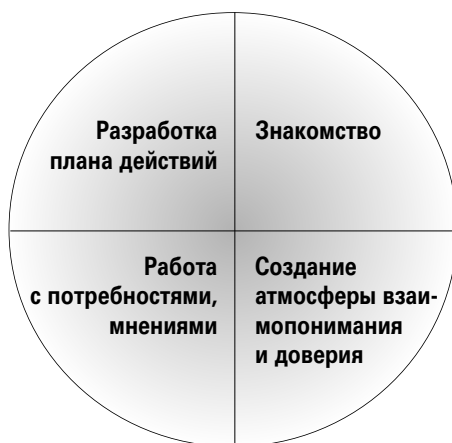 Разработка
плана действий
Знакомство
Работа
с потребностями,
мнениями
Создание
атмосферы взаи-
мопонимания
и доверия